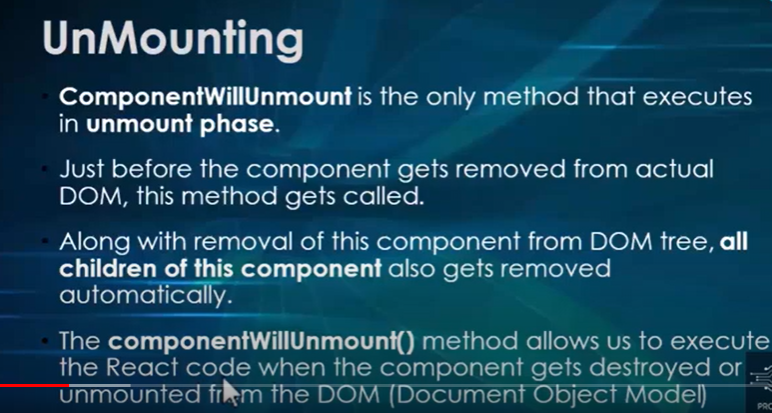 UnMounting
ComponentWillUnmount is the only method that executes
in unmount phase.
Just before the component gets removed from actual
DOM, this method gets called.
Along with removal of this component from DOM tree, all
children of this component also gets removed
automatically.
The componentWillUnmount() method allows us to execute
the React code when the component gets destroyed or
unmounted from the DOM (Document Object Model)